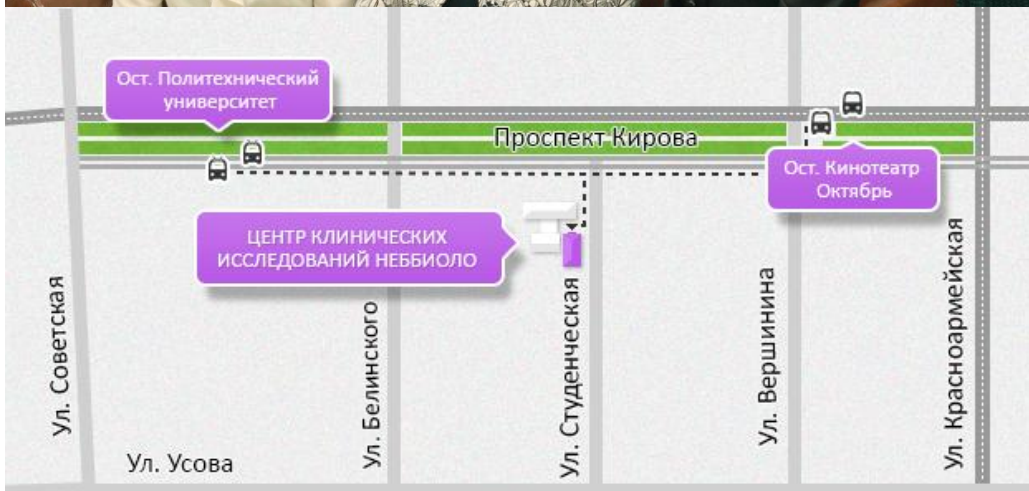 Ост. Политехнический
университет
Проспект Кирова
Ост. Кинотеатр
Октябрь
ЦЕНТР КЛИНИЧЕСКИХ
ИССЛЕДОВАНИЙ НЕББИОЛО
Ул. Советская
Ул. Белинского
Ул. Студенческая
Ул. Вершинина
Ул. Красноармейская
Ул. Усова